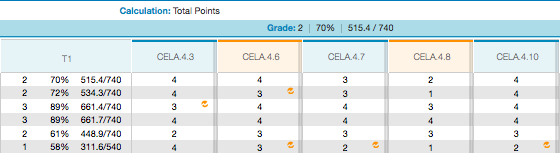 Calculation: Total Points
Grade: 2 | 70% | 515.4 / 740
T1 CELA.4.3 CELA.4.6 CELA.4.7 CELA.4.8 CELA.4.10
2 70% 515.4/740 4 4 3 2 4
2 72% 534.3/740 4 3 3 1 4
3 89% 661.4/740 3 4 4 3 4
3 89% 661.7/740 4 4 4 4 4
2 61% 448.9/740 2 3 3 3 3
1 58% 311.6/540 4 3 2 1 2